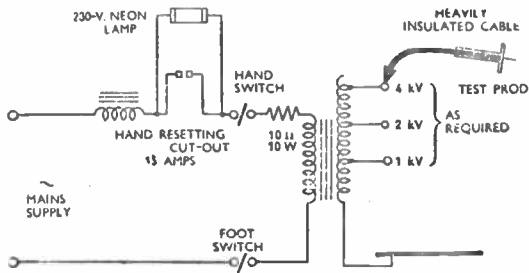 230-V. NEON
LAMP
HEAVILY
INSULATED CABLE
HAND
SWITCH
4 kV
TEST PROD
HAND RESETTING
CUT-OUT
AMPS
10 Ω
10 W
2 kV
AS
REQUIRED
1 kV
~
MAINS
SUPPLY
FOOT
SWITCH